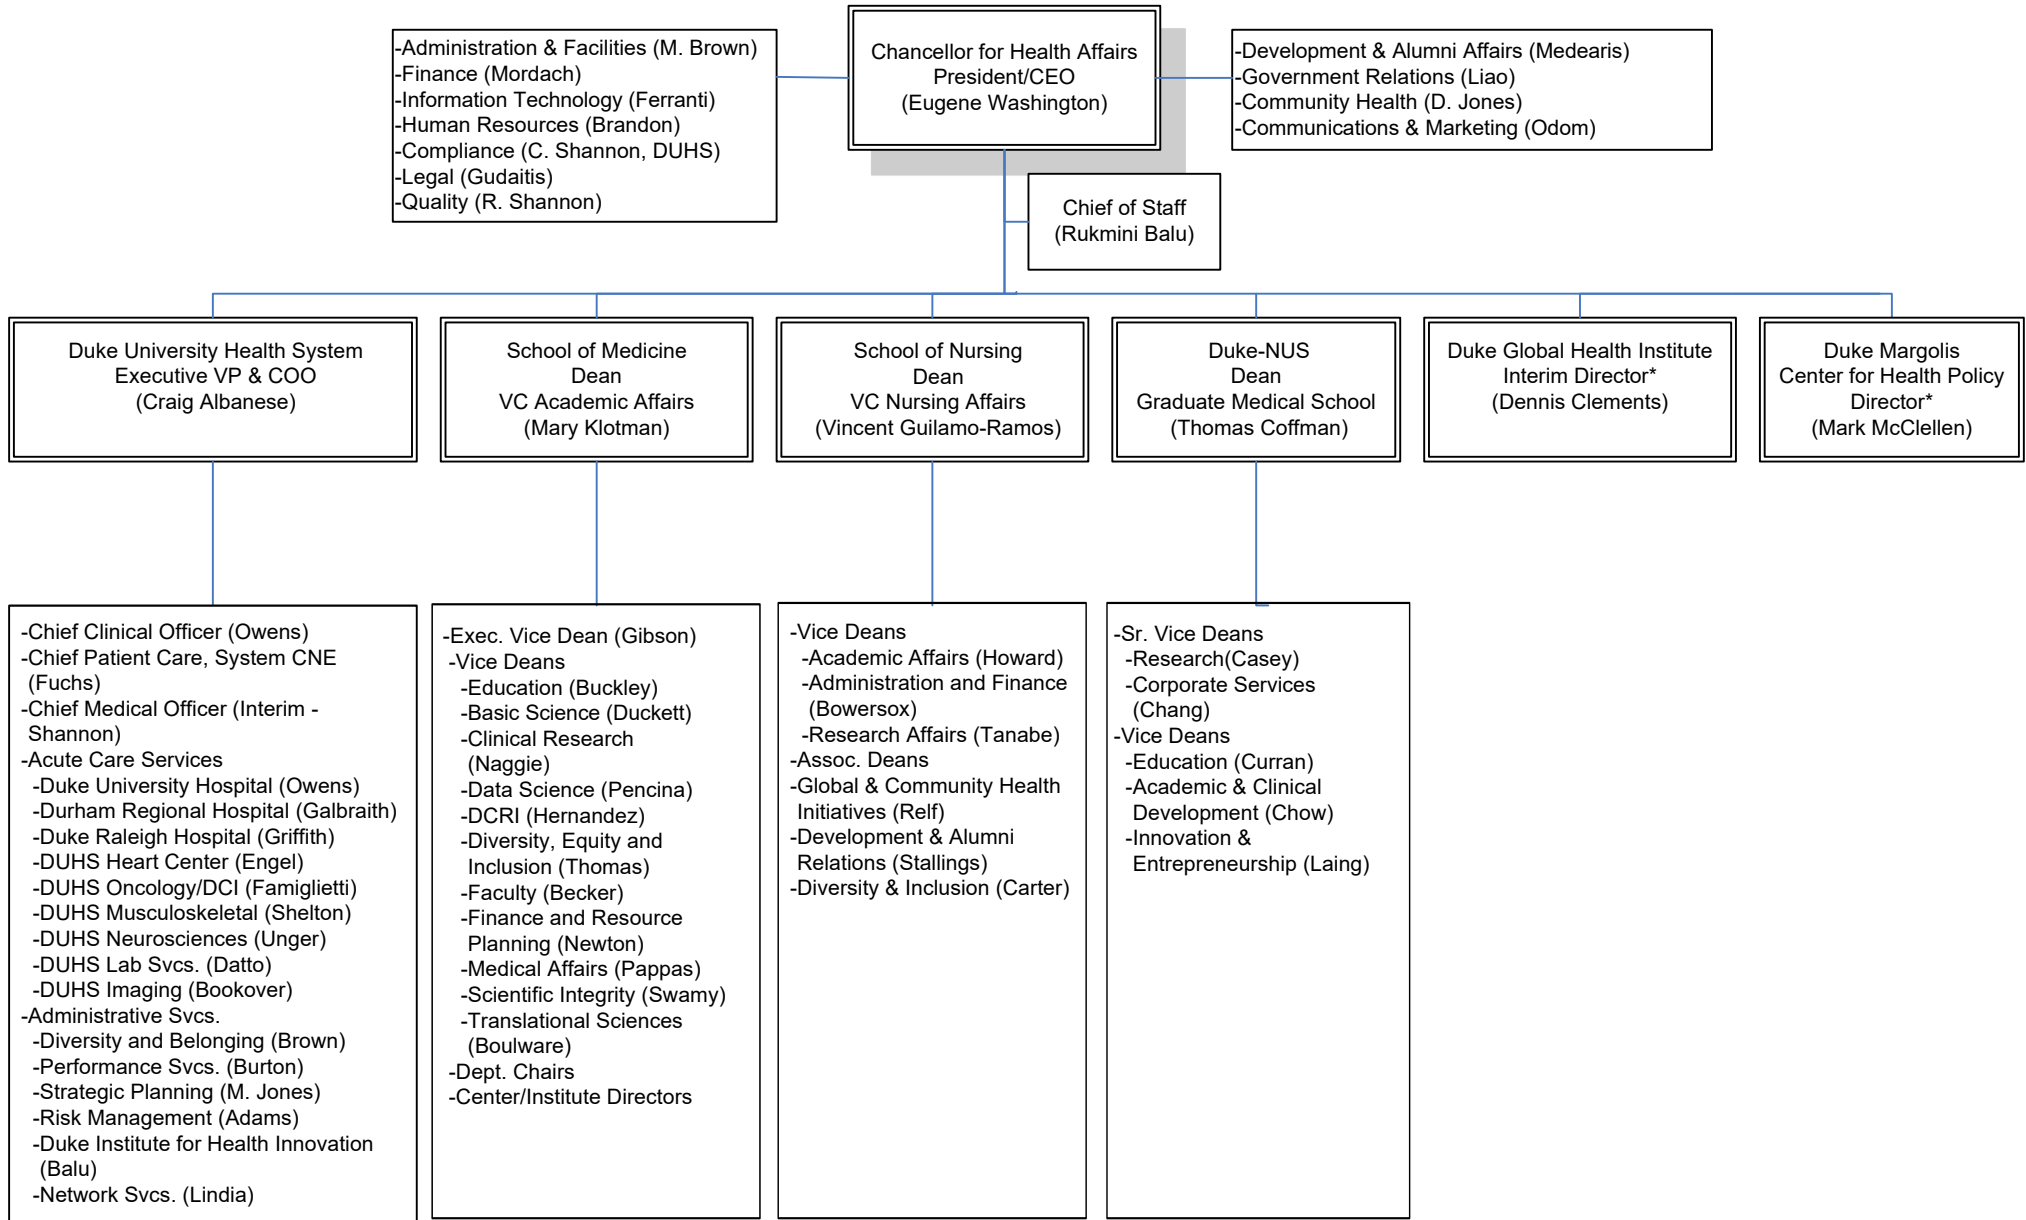 -Administration & Facilities (M. Brown)
-Finance (Mordach)
-Information Technology (Ferranti)
-Human Resources (Brandon)
-Compliance (C. Shannon, DUHS)
-Legal (Gudaitis)
-Quality (R. Shannon)
Chancellor for Health Affairs
President/CEO
(Eugene Washington)
-Development & Alumni Affairs (Medearis)
-Government Relations (Liao)
-Community Health (D. Jones)
-Communications & Marketing (Odom)
Chief of Staff
(Rukmini Balu)
Duke University Health System
Executive VP & COO
(Craig Albanese)
School of Medicine
Dean
VC Academic Affairs
(Mary Klotman)
School of Nursing
Dean
VC Nursing Affairs
(Vincent Guilamo-Ramos)
Duke-NUS
Dean
Graduate Medical School
(Thomas Coffman)
Duke Global Health Institute
Interim Director*
(Dennis Clements)
Duke Margolis
Center for Health Policy
Director*
(Mark McClellen)
-Chief Clinical Officer (Owens)
-Chief Patient Care, System CNE
(Fuchs)
-Chief Medical Officer (Interim -
Shannon)
-Acute Care Services
-Duke University Hospital (Owens)
-Durham Regional Hospital (Galbraith)
-Duke Raleigh Hospital (Griffith)
-DUHS Heart Center (Engel)
-DUHS Oncology/DCI (Famiglietti)
-DUHS Musculoskeletal (Shelton)
-DUHS Neurosciences (Unger)
-DUHS Lab Svcs. (Datto)
-DUHS Imaging (Bookover)
-Administrative Svcs.
-Diversity and Belonging (Brown)
-Performance Svcs. (Burton)
-Strategic Planning (M. Jones)
-Risk Management (Adams)
-Duke Institute for Health Innovation
(Balu)
-Network Svcs. (Lindia)
-Exec. Vice Dean (Gibson)
-Vice Deans
-Education (Buckley)
-Basic Science (Duckett)
-Clinical Research
(Naggie)
-Data Science (Pencina)
-DCRI (Hernandez)
-Diversity, Equity and
Inclusion (Thomas)
-Faculty (Becker)
-Finance and Resource
Planning (Newton)
-Medical Affairs (Pappas)
-Scientific Integrity (Swamy)
-Translational Sciences
(Boulware)
-Dept. Chairs
-Center/Institute Directors
-Vice Deans
-Academic Affairs (Howard)
-Administration and Finance
(Bowersox)
-Research Affairs (Tanabe)
-Assoc. Deans
-Global & Community Health
Initiatives (Relf)
-Development & Alumni
Relations (Stallings)
-Diversity & Inclusion (Carter)
-Sr. Vice Deans
-Research(Casey)
-Corporate Services
(Chang)
-Vice Deans
-Education (Curran)
-Academic & Clinical
Development (Chow)
-Innovation &
Entrepreneurship (Laing)